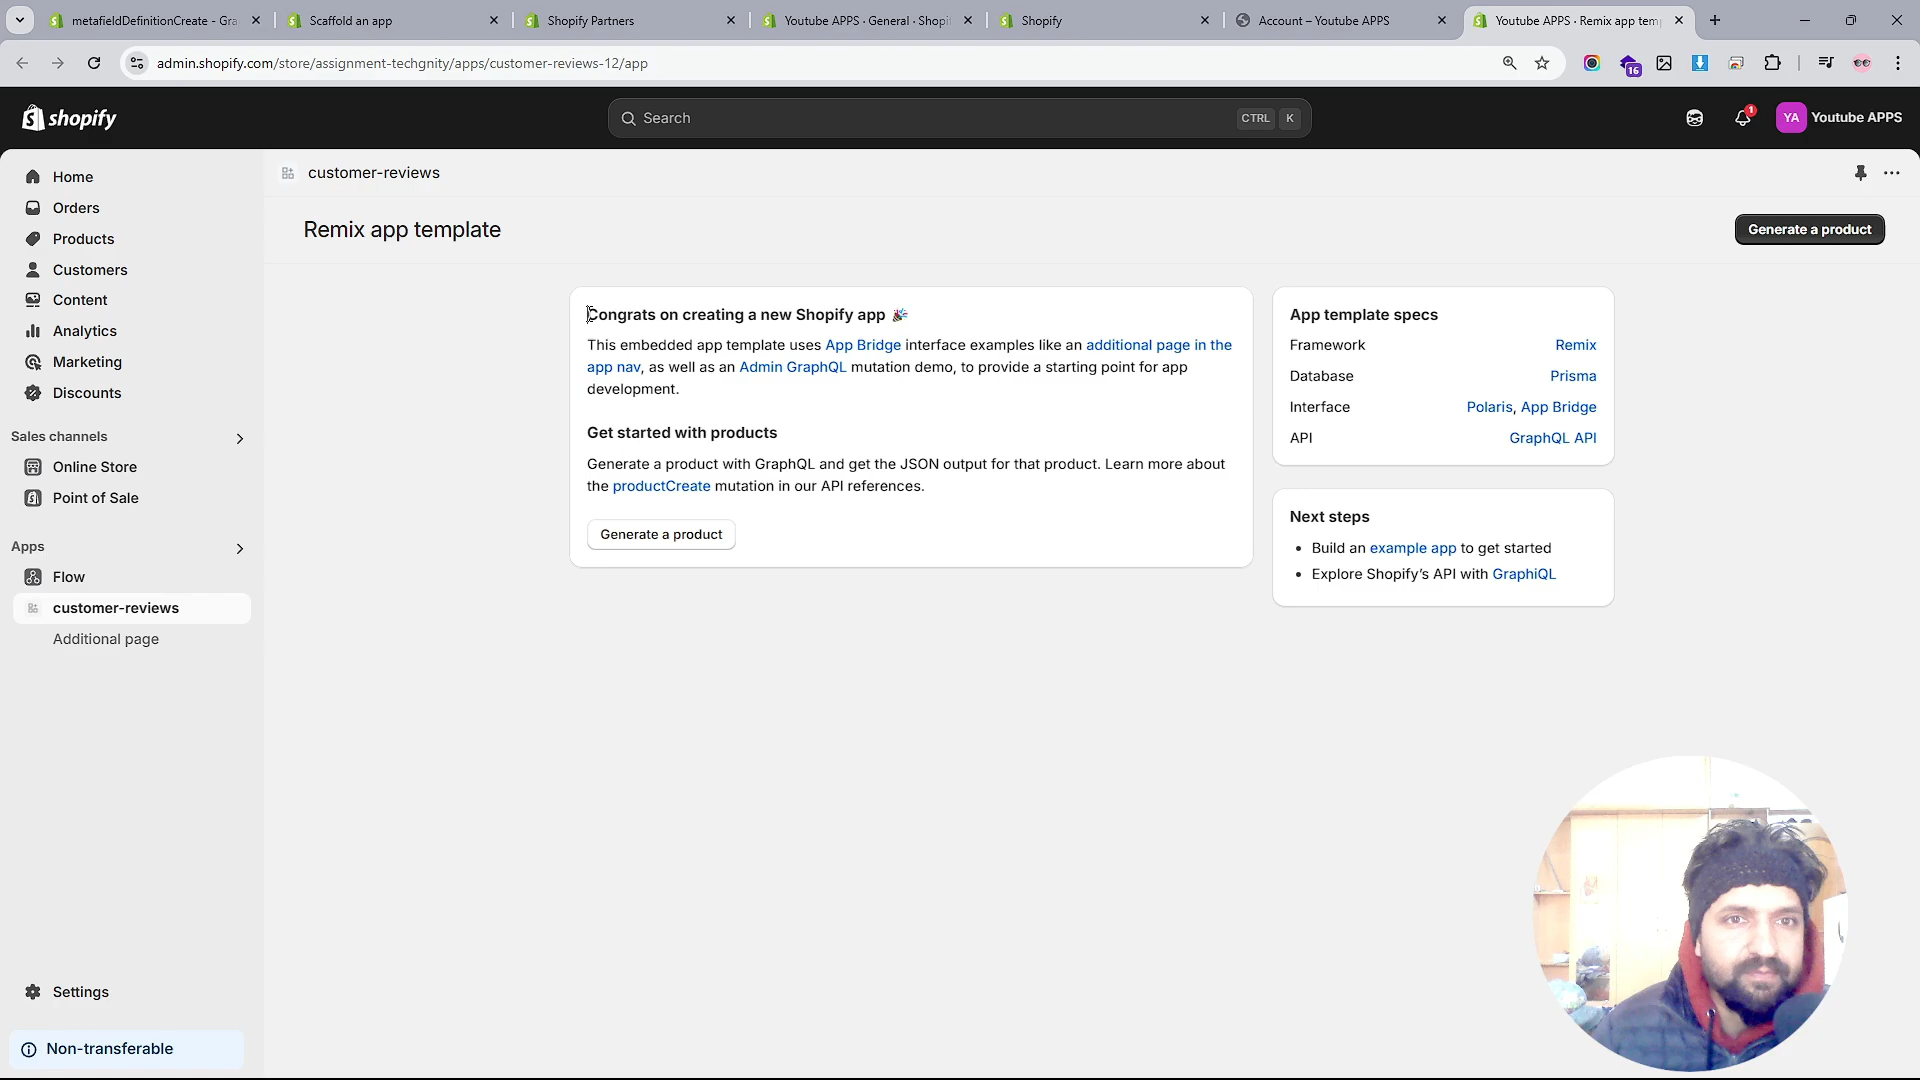 metafieldDefinitionCreate - Gra
Scaffold an app
Shopify Partners
Youtube APPS · General · Shopi
Shopify
Account – Youtube APPS
Youtube APPS · Remix app tem
admin.shopify.com/store/assignment-techgnity/apps/customer-reviews-12/app
16
shopify
Search
CTRL K
1
YA
Youtube APPS
Home
Orders
Products
Customers
Content
Analytics
Marketing
Discounts
Sales channels
Online Store
Point of Sale
Apps
Flow
customer-reviews
Additional page
Settings
Non-transferable
customer-reviews
Remix app template
Generate a product
Congrats on creating a new Shopify app 🎉
This embedded app template uses App Bridge interface examples like an additional page in the
app nav, as well as an Admin GraphQL mutation demo, to provide a starting point for app
development.
Get started with products
Generate a product with GraphQL and get the JSON output for that product. Learn more about
the productCreate mutation in our API references.
Generate a product
App template specs
Framework Remix
Database Prisma
Interface Polaris, App Bridge
API GraphQL API
Next steps
• Build an example app to get started
• Explore Shopify’s API with GraphiQL